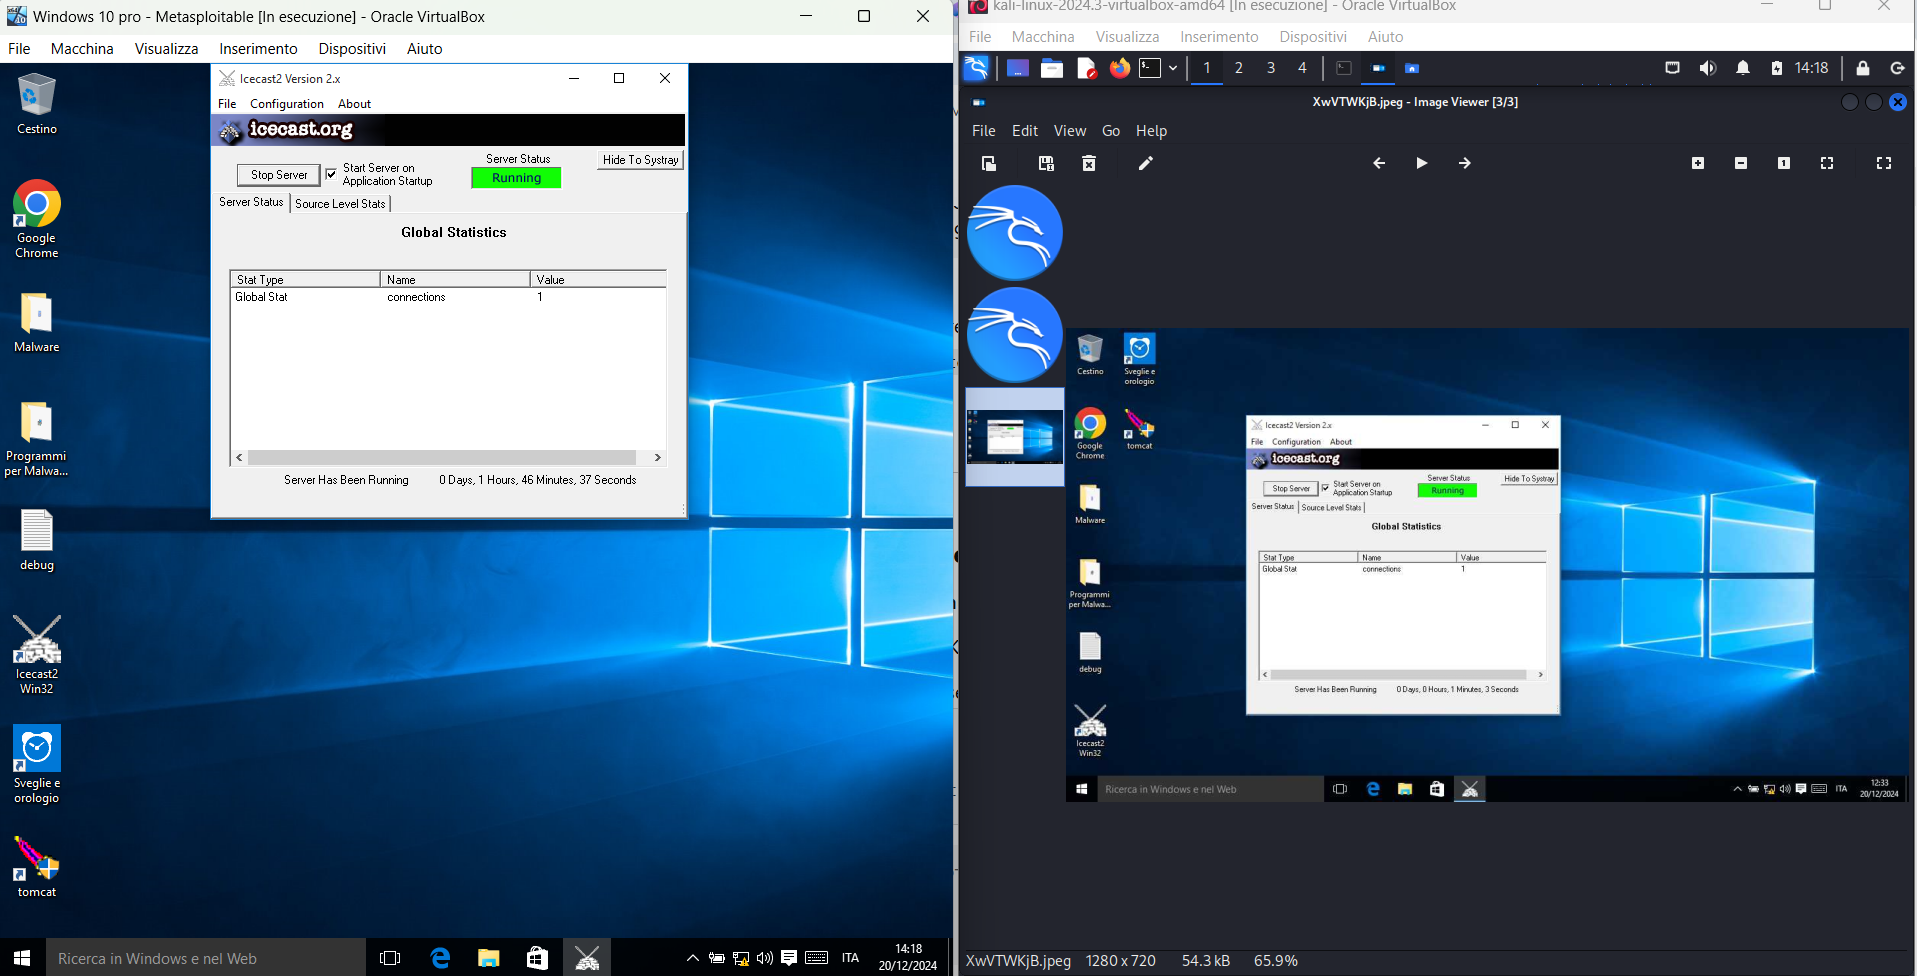 Windows 10 pro - Metasploitable [In esecuzione] - Oracle VirtualBox
File Macchina Visualizza Inserimento Dispositivi Aiuto
Cestino
Google
Chrome
Malware
Programmi
per Malwa...
debug
Icecast2
Win32
Sveglie e
orologio
tomcat
Icecast2 Version 2.x
File Configuration About
icecast.org
Stop Server
Start Server on
Application Startup
Server Status
Running
Hide To Systray
Server Status Source Level Stats
Global Statistics
Stat Type Name Value
Global Stat connections 1
Server Has Been Running 0 Days, 1 Hours, 46 Minutes, 37 Seconds
Ricerca in Windows e nel Web
ITA
14:18
20/12/2024
kali-linux-2024.3-virtualbox-amd64 [In esecuzione] - Oracle VirtualBox
File Macchina Visualizza Inserimento Dispositivi Aiuto
1 2 3 4
14:18
XwVTWKjB.jpeg - Image Viewer [3/3]
File Edit View Go Help
Cestino
Sveglie e
orologio
Google
Chrome
tomcat
Malware
Programmi
per Malwa...
debug
Icecast2
Win32
Icecast2 Version 2.x
File Configuration About
icecast.org
Stop Server
Start Server on
Application Startup
Server Status
Running
Hide To Systray
Server Status Source Level Stats
Global Statistics
Stat Type Name Value
Global Stat connections 1
Server Has Been Running 0 Days, 0 Hours, 1 Minutes, 3 Seconds
Ricerca in Windows e nel Web
ITA
12:33
20/12/2024
XwVTWKjB.jpeg 1280 x 720 54.3 kB 65.9%